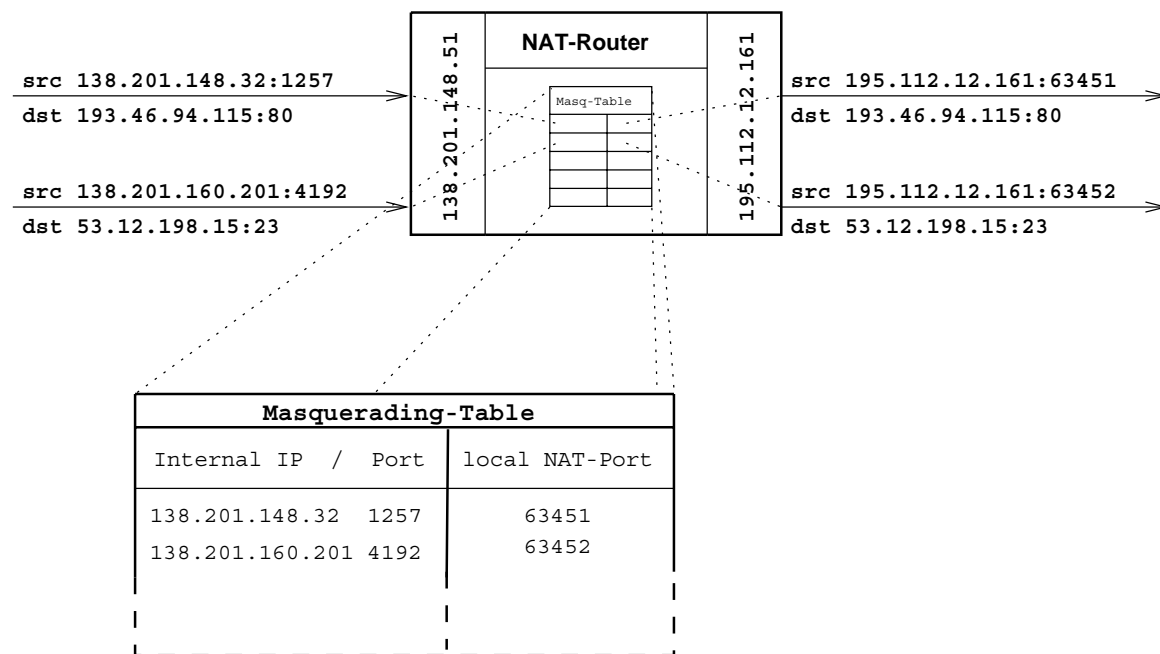 NAT-Router
138.201.148.51
195.112.12.161
src 138.201.148.32:1257
dst 193.46.94.115:80
src 138.201.160.201:4192
dst 53.12.198.15:23
Masq-Table
src 195.112.12.161:63451
dst 193.46.94.115:80
src 195.112.12.161:63452
dst 53.12.198.15:23
Masquerading-Table
Internal IP / Port local NAT-Port
138.201.148.32 1257 63451
138.201.160.201 4192 63452